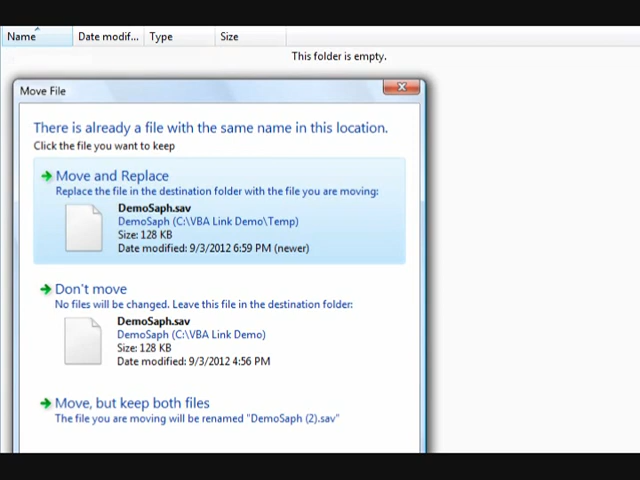 Name Date modif... Type Size
This folder is empty.
Move File
There is already a file with the same name in this location.
Click the file you want to keep
Move and Replace
Replace the file in the destination folder with the file you are moving:
DemoSaph.sav
DemoSaph (C:\VBA Link Demo\Temp)
Size: 128 KB
Date modified: 9/3/2012 6:59 PM (newer)
Don't move
No files will be changed. Leave this file in the destination folder:
DemoSaph.sav
DemoSaph (C:\VBA Link Demo)
Size: 128 KB
Date modified: 9/3/2012 4:56 PM
Move, but keep both files
The file you are moving will be renamed "DemoSaph (2).sav"